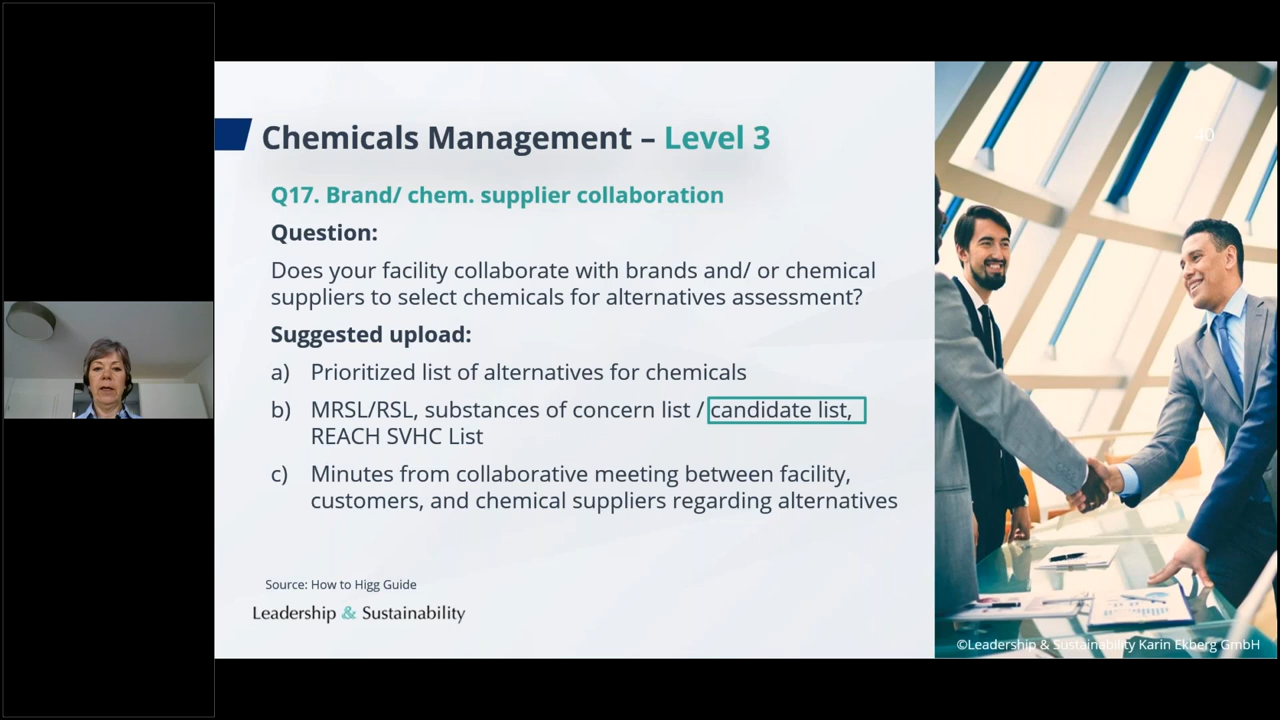 40
Chemicals Management – Level 3
Q17. Brand/ chem. supplier collaboration
Question:
Does your facility collaborate with brands and/ or chemical
suppliers to select chemicals for alternatives assessment?
Suggested upload:
a) Prioritized list of alternatives for chemicals
b) MRSL/RSL, substances of concern list / candidate list,
REACH SVHC List
c) Minutes from collaborative meeting between facility,
customers, and chemical suppliers regarding alternatives
Source: How to Higg Guide
Leadership & Sustainability
©Leadership & Sustainability Karin Ekberg GmbH